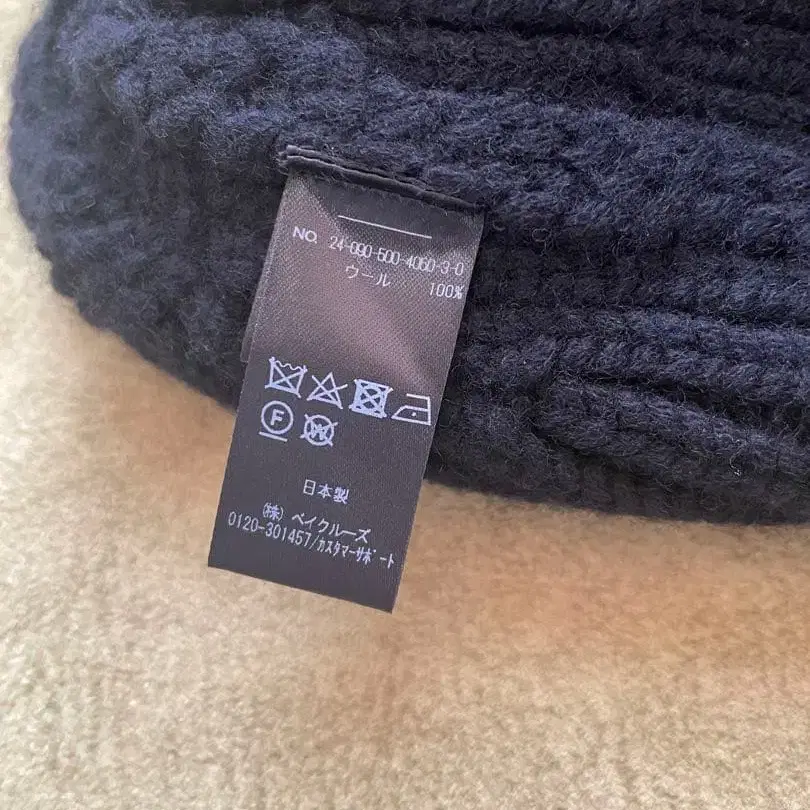 NO. 24-090-500-4050-3-0
ウール 100%
F W
日本製
(株) ベイクルーズ
0120-301457/カスタマーサポート